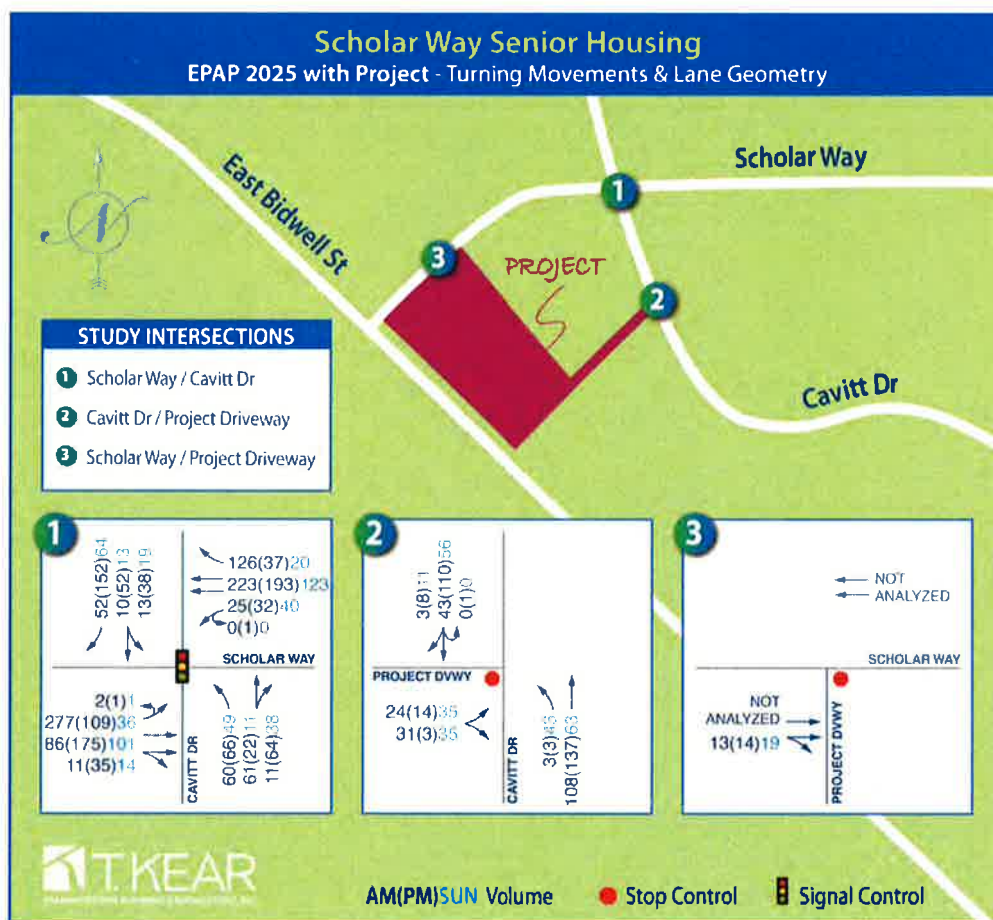 Scholar Way Senior Housing
EPAP 2025 with Project - Turning Movements & Lane Geometry
Scholar Way
East Bidwell St
N
1
3
PROJECT
2
Cavitt Dr
STUDY INTERSECTIONS
1 Scholar Way / Cavitt Dr
2 Cavitt Dr / Project Driveway
3 Scholar Way / Project Driveway
1
52(152)64
10(52)13
13(38)19
126(37)20
223(193)123
25(32)40
0(1)0
SCHOLAR WAY
2(1)1
277(109)36
86(175)101
11(35)14
CAVITT DR
60(66)49
61(22)11
11(64)38
2
3(8)11
43(110)56
0(1)0
PROJECT DVWY
24(14)35
31(3)35
CAVITT DR
108(137)63
3
NOT
ANALYZED
SCHOLAR WAY
NOT
ANALYZED
13(14)19
PROJECT DVWY
T.KEAR
AM(PM)SUN Volume
Stop Control
Signal Control